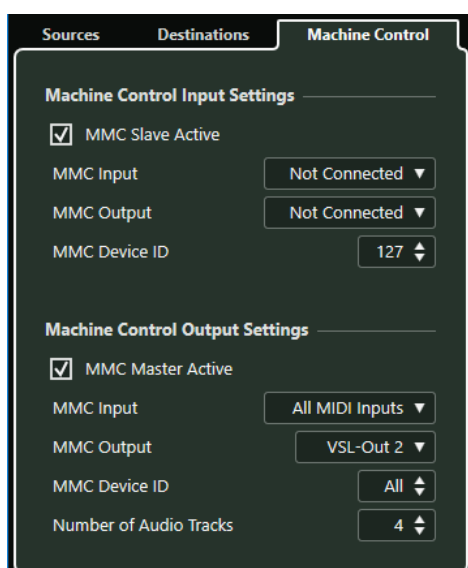 Sources Destinations Machine Control
Machine Control Input Settings
MMC Slave Active
MMC Input Not Connected
MMC Output Not Connected
MMC Device ID 127
Machine Control Output Settings
MMC Master Active
MMC Input All MIDI Inputs
MMC Output VSL-Out 2
MMC Device ID All
Number of Audio Tracks 4